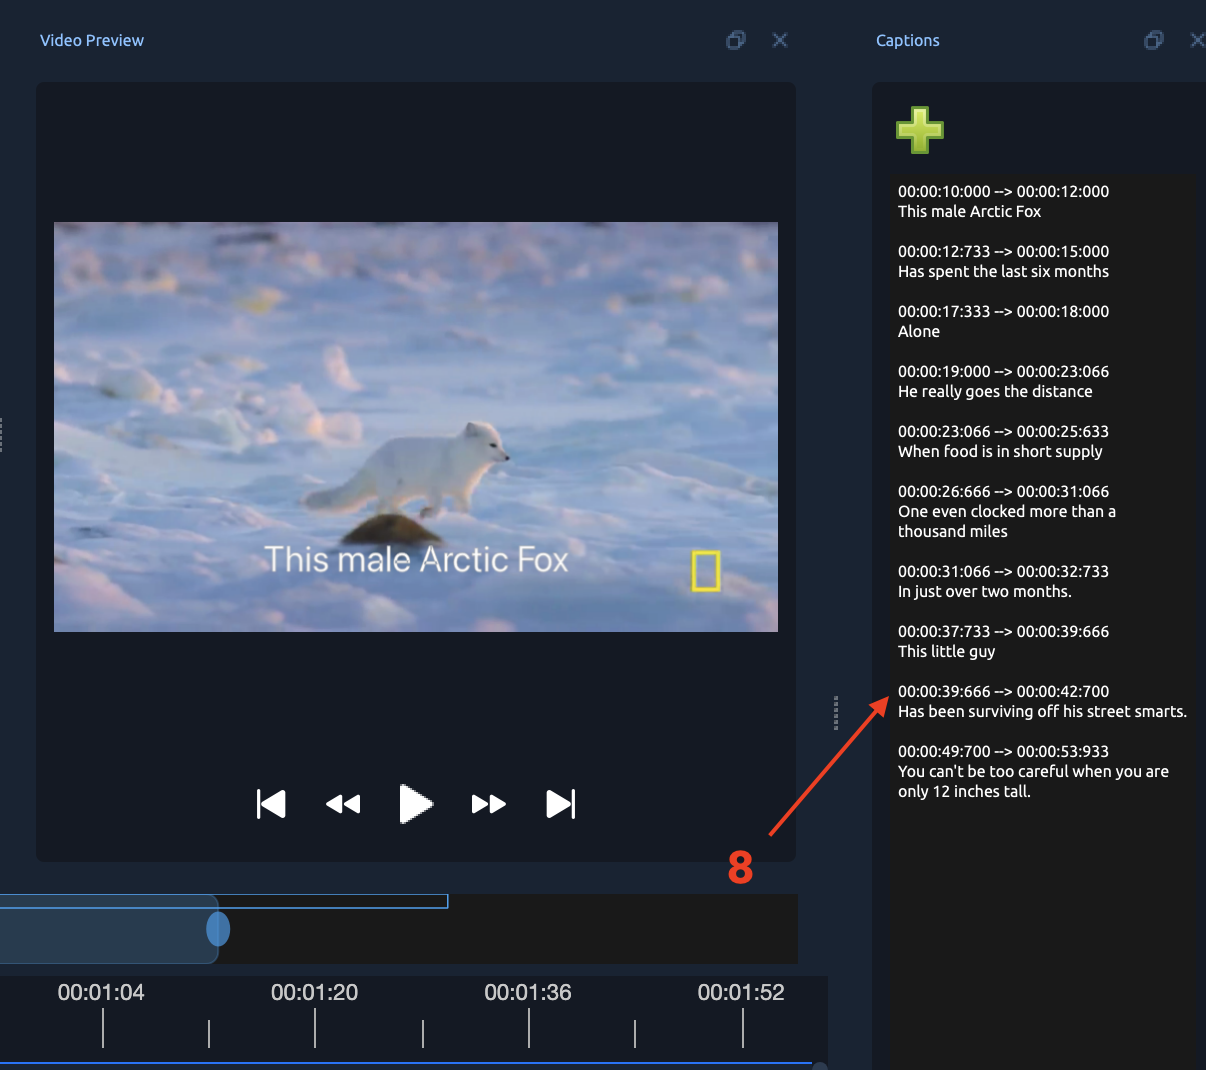 Video Preview
Captions
00:00:10:000 --> 00:00:12:000
This male Arctic Fox
00:00:12:733 --> 00:00:15:000
Has spent the last six months
00:00:17:333 --> 00:00:18:000
Alone
00:00:19:000 --> 00:00:23:066
He really goes the distance
00:00:23:066 --> 00:00:25:633
When food is in short supply
00:00:26:666 --> 00:00:31:066
One even clocked more than a
thousand miles
00:00:31:066 --> 00:00:32:733
In just over two months.
00:00:37:733 --> 00:00:39:666
This little guy
00:00:39:666 --> 00:00:42:700
Has been surviving off his street smarts.
00:00:49:700 --> 00:00:53:933
You can't be too careful when you are
only 12 inches tall.
This male Arctic Fox
8
00:01:04
00:01:20
00:01:36
00:01:52